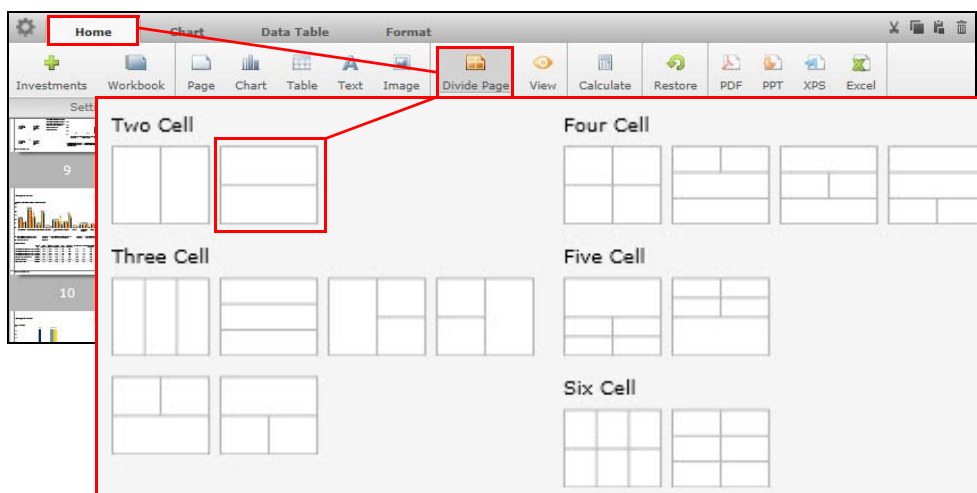 Home Chart Data Table Format
Investments Workbook Page Chart Table Text Image Divide Page View Calculate Restore PDF PPT XPS Excel
Setti
Two Cell Four Cell
9
Three Cell Five Cell
10
Six Cell